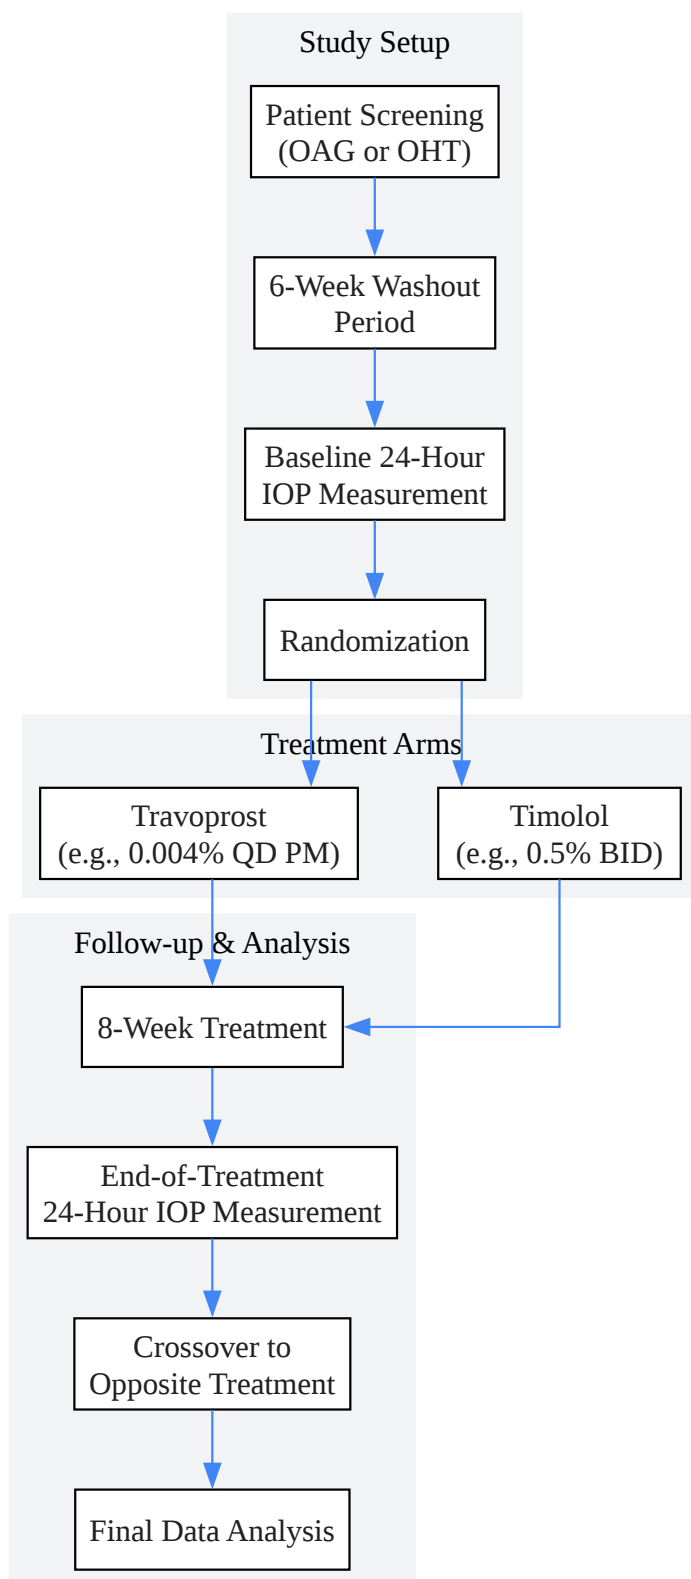 Study Setup
Patient Screening
(OAG or OHT)
6-Week Washout
Period
Baseline 24-Hour
IOP Measurement
Randomization
Treatment Arms
Travoprost
(e.g., 0.004% QD PM)
Timolol
(e.g., 0.5% BID)
Follow-up & Analysis
8-Week Treatment
End-of-Treatment
24-Hour IOP Measurement
Crossover to
Opposite Treatment
Final Data Analysis